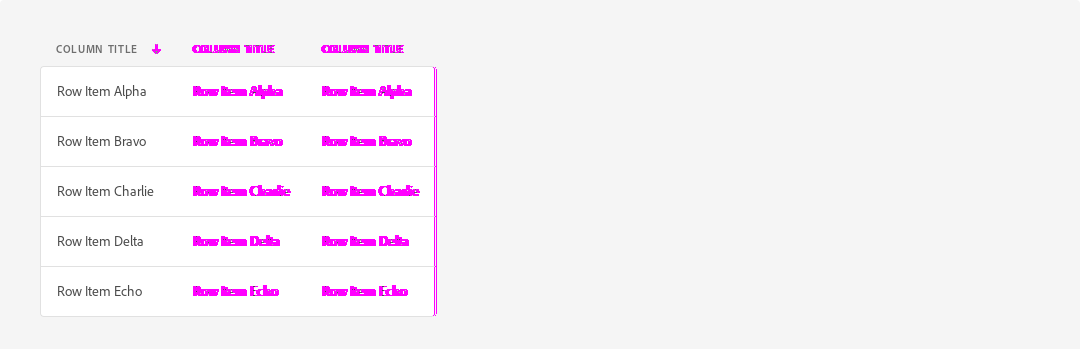 COLUMN TITLE COLUMN TITLE COLUMN TITLE
Row Item Alpha Row Item Alpha Row Item Alpha
Row Item Bravo Row Item Bravo Row Item Bravo
Row Item Charlie Row Item Charlie Row Item Charlie
Row Item Delta Row Item Delta Row Item Delta
Row Item Echo Row Item Echo Row Item Echo